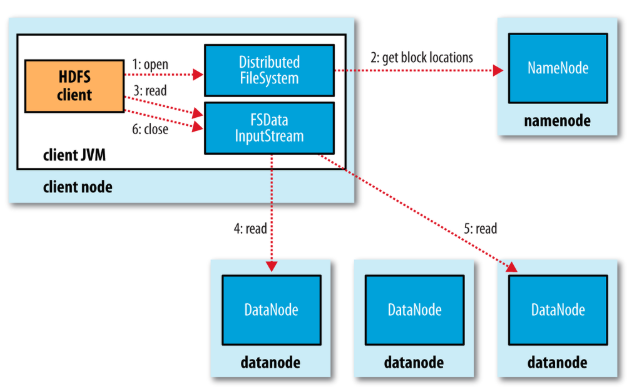 HDFS
client
1: open
3: read
6: close
Distributed
FileSystem
FSData
InputStream
2: get block locations
NameNode
namenode
client JVM
client node
4: read
5: read
DataNode
datanode
DataNode
datanode
DataNode
datanode